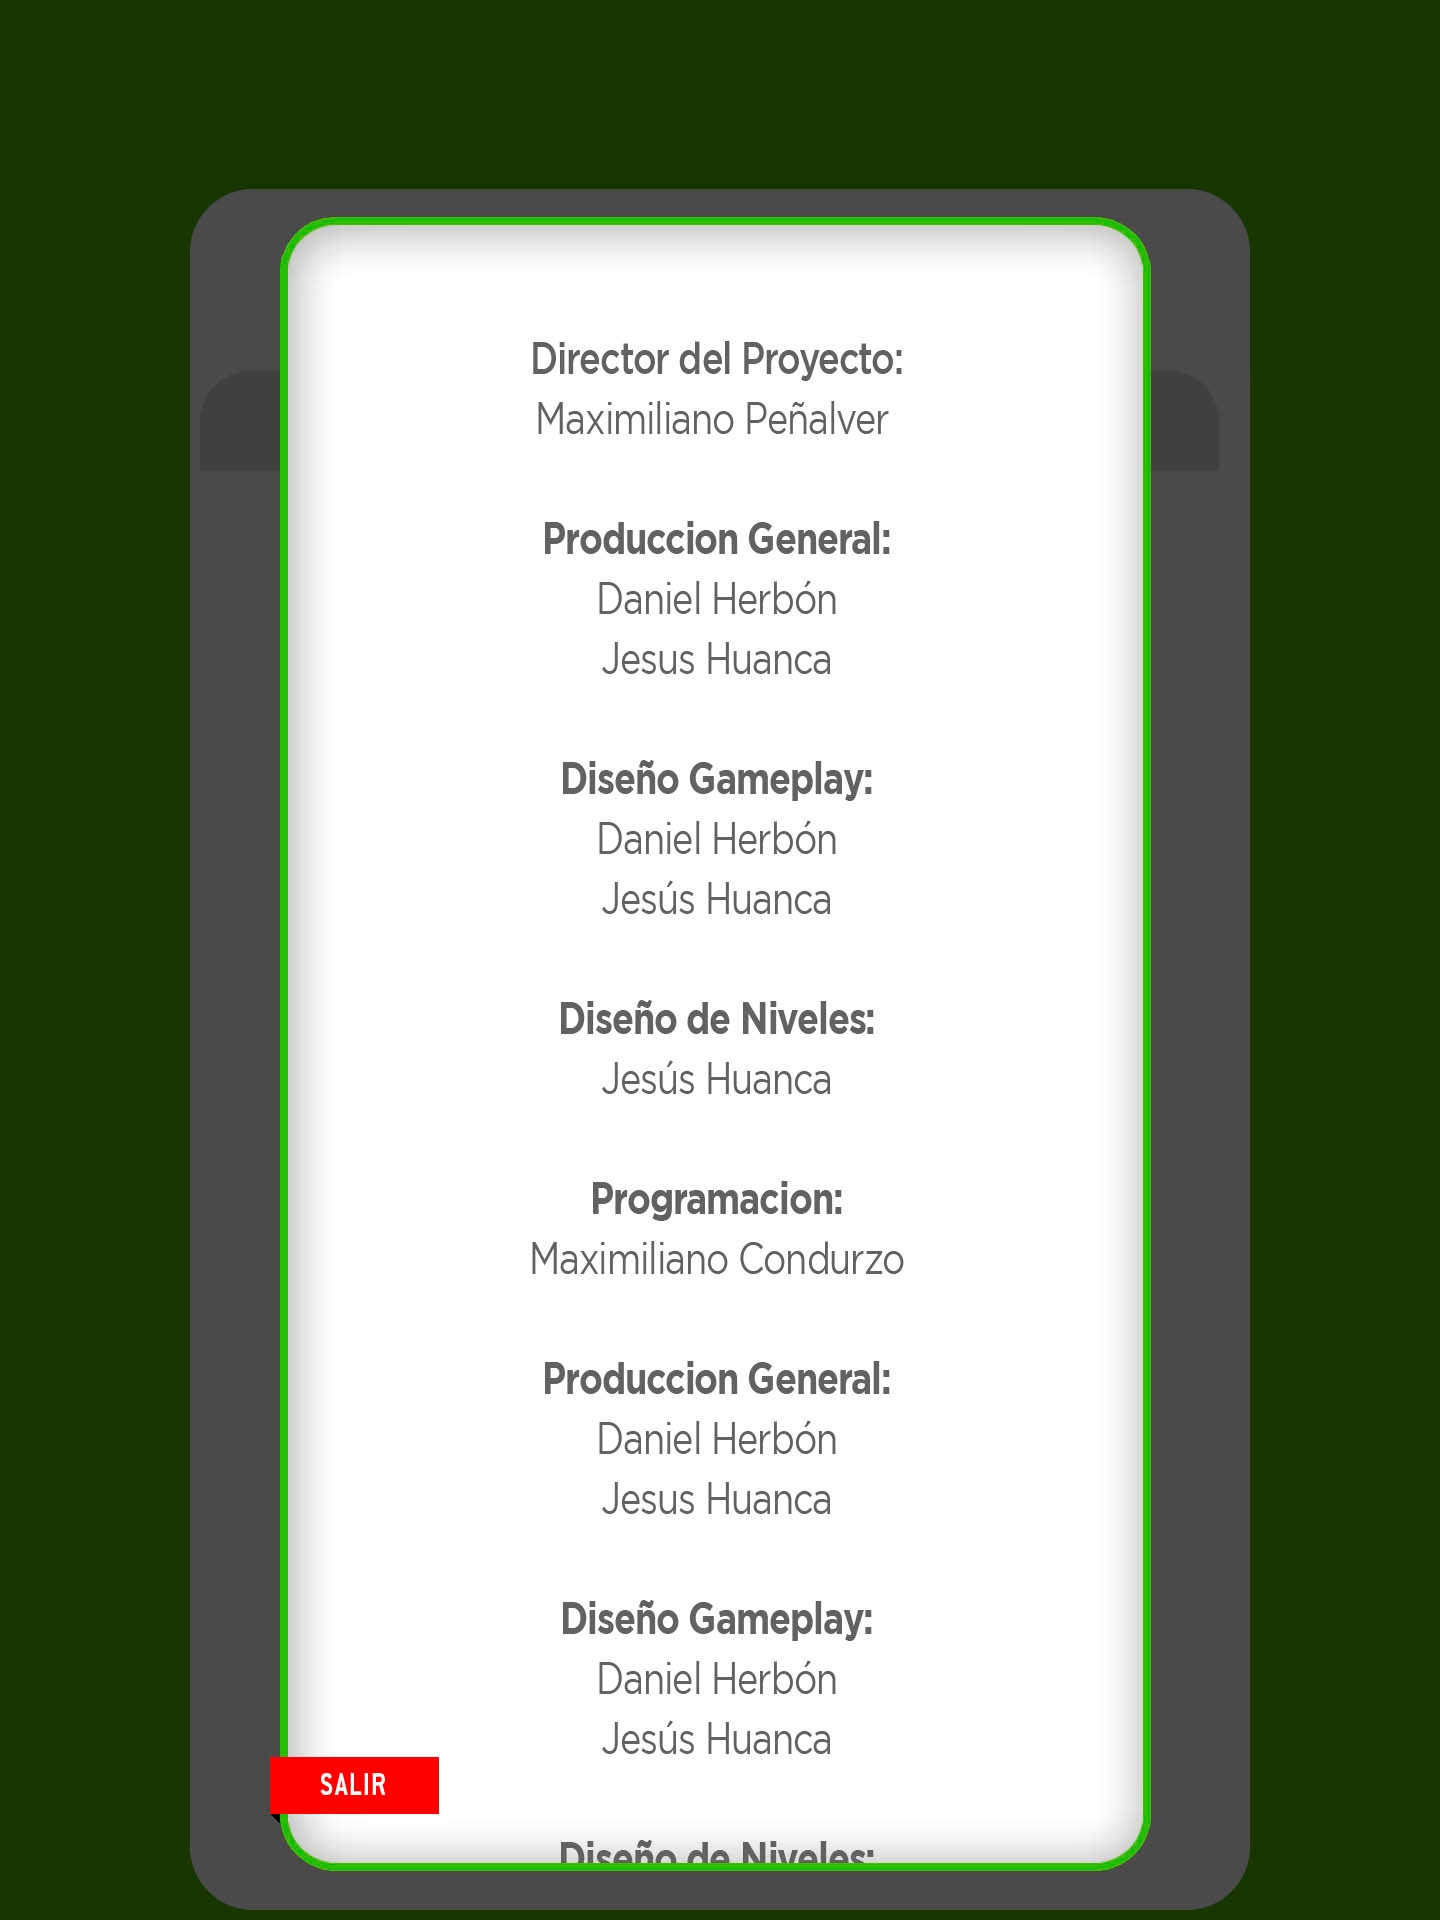 Director del Proyecto:
Maximiliano Peñalver
Produccion General:
Daniel Herbón
Jesus Huanca
Diseño Gameplay:
Daniel Herbón
Jesús Huanca
Diseño de Niveles:
Jesús Huanca
Programacion:
Maximiliano Condurzo
Produccion General:
Daniel Herbón
Jesus Huanca
Diseño Gameplay:
Daniel Herbón
Jesús Huanca
SALIR
Diseño de Niveles: